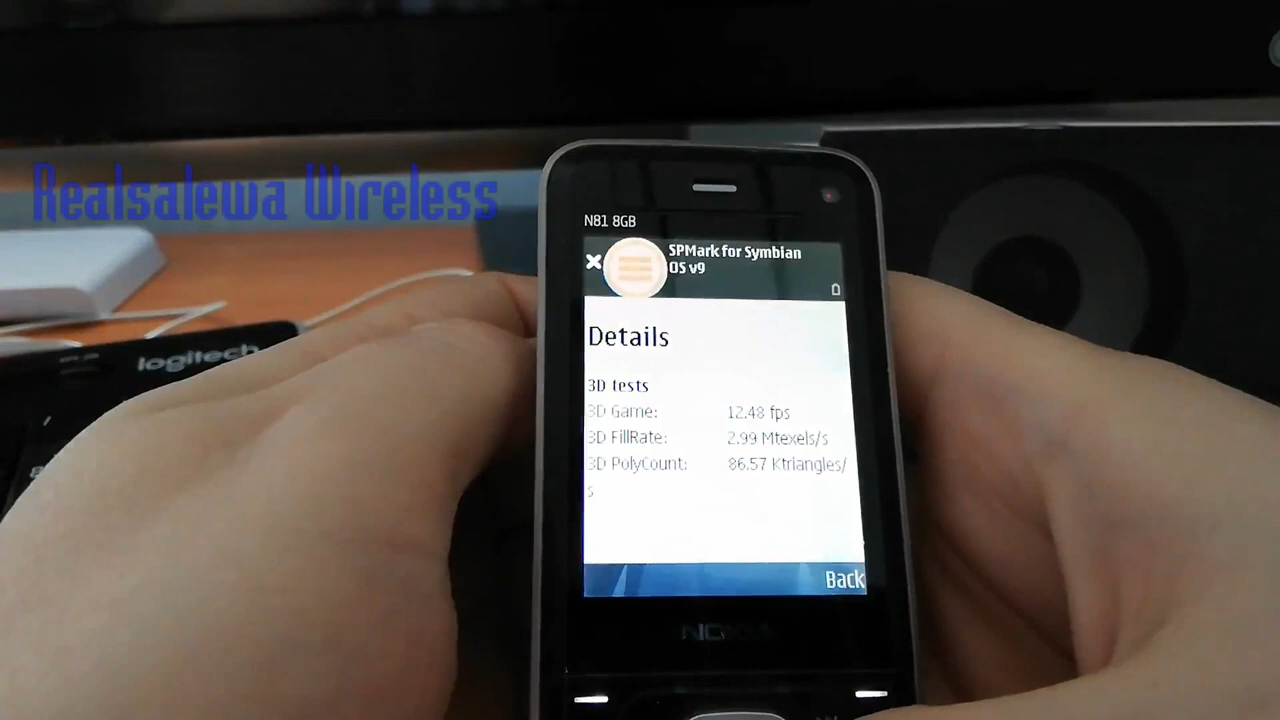 Realsalewa Wireless
N81 8GB
SPMark for Symbian
OS v9
Details
3D tests
3D Game: 12.48 fps
3D FillRate: 2.99 Mtexels/s
3D PolyCount: 86.57 Ktriangles/
s
Back
NOKIA
logitech